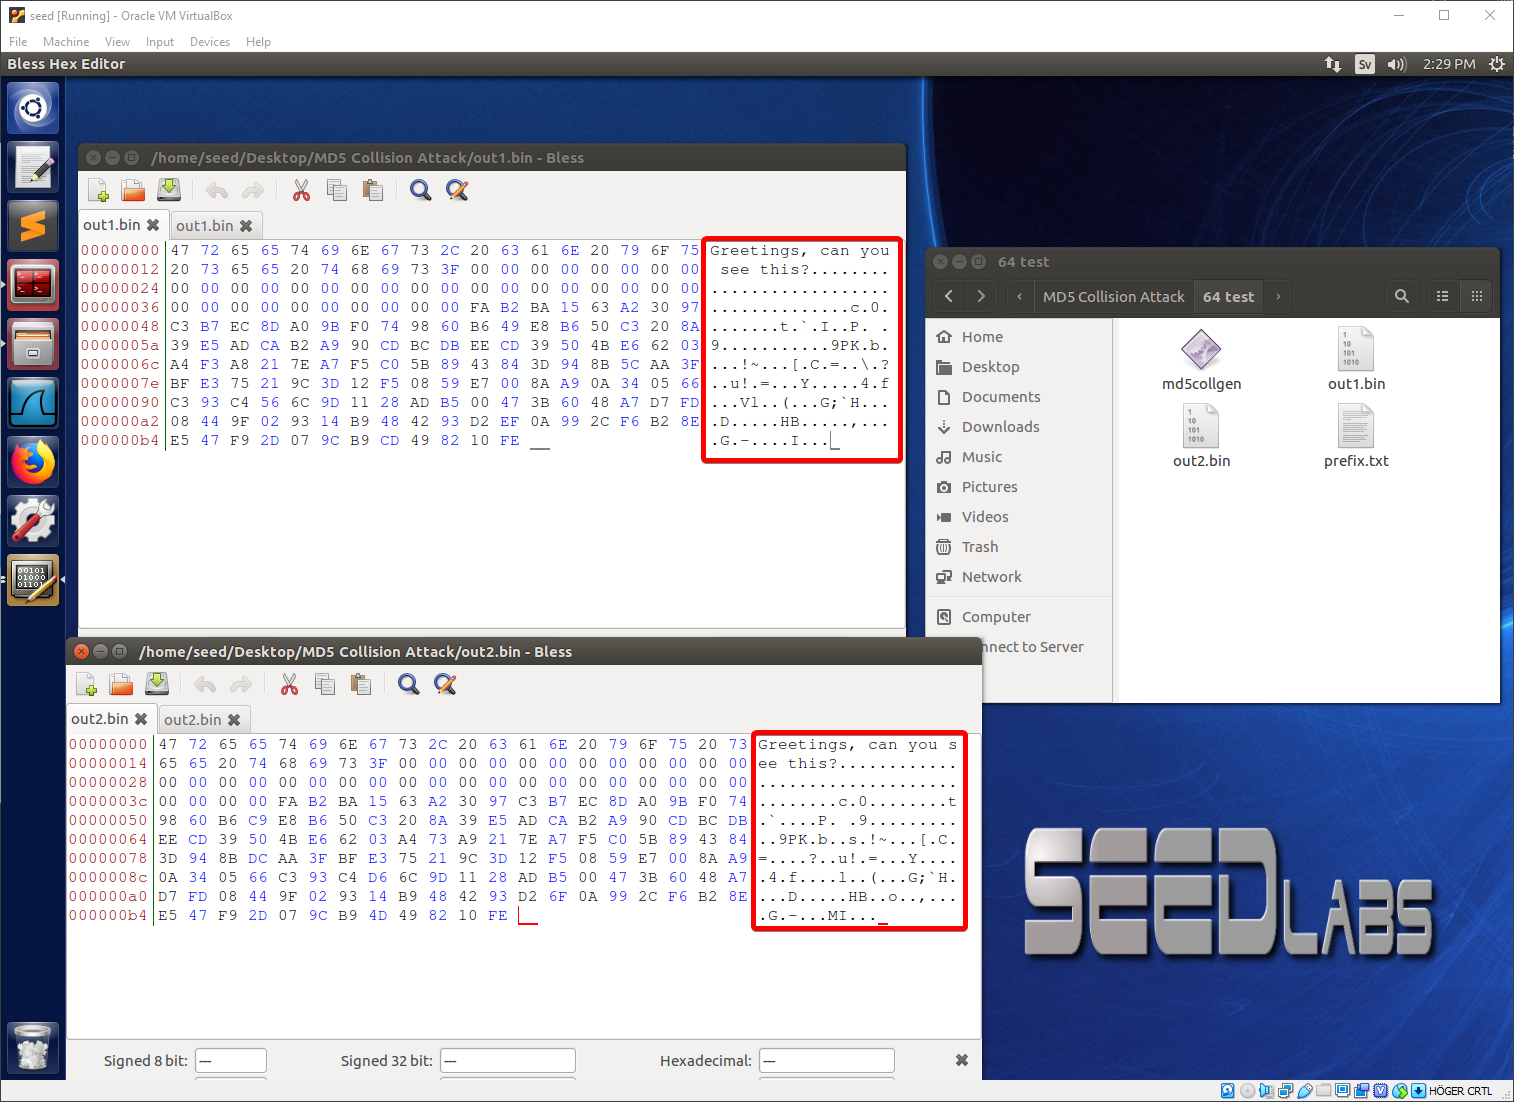 seed [Running] - Oracle VM VirtualBox
File Machine View Input Devices Help
Bless Hex Editor
Sv 2:29 PM
/home/seed/Desktop/MD5 Collision Attack/out1.bin - Bless
out1.bin out1.bin
00000000 47 72 65 65 74 69 6E 67 73 2C 20 63 61 6E 20 79 6F 75 Greetings, can you
00000012 20 73 65 65 20 74 68 69 73 3F 00 00 00 00 00 00 00 00 see this?........
00000024 00 00 00 00 00 00 00 00 00 00 00 00 00 00 00 00 00 00 ..................
00000036 00 00 00 00 00 00 00 00 00 00 FA B2 BA 15 63 A2 30 97 ..............c.0.
00000048 C3 B7 EC 8D A0 9B F0 74 98 60 B6 49 E8 B6 50 C3 20 8A .......t.`.I..P. .
0000005a 39 E5 AD CA B2 A9 90 CD BC DB EE CD 39 50 4B E6 62 03 9...........9PK.b.
0000006c A4 F3 A8 21 7E A7 F5 C0 5B 89 43 84 3D 94 8B 5C AA 3F ...!~...[.C.=..\.?
0000007e BF E3 75 21 9C 3D 12 F5 08 59 E7 00 8A A9 0A 34 05 66 ..u!.=...Y.....4.f
00000090 C3 93 C4 56 6C 9D 11 28 AD B5 00 47 3B 60 48 A7 D7 FD ...Vl..(...G;`H...
000000a2 08 44 9F 02 93 14 B9 48 42 93 D2 EF 0A 99 2C F6 B2 8E .D.....HB.....,...
000000b4 E5 47 F9 2D 07 9C B9 CD 49 82 10 FE .G.-....I...
64 test
MD5 Collision Attack 64 test
Home
Desktop
Documents
Downloads
Music
Pictures
Videos
Trash
Network
Computer
nnect to Server
md5collgen
out1.bin
out2.bin
prefix.txt
/home/seed/Desktop/MD5 Collision Attack/out2.bin - Bless
out2.bin out2.bin
00000000 47 72 65 65 74 69 6E 67 73 2C 20 63 61 6E 20 79 6F 75 20 73 Greetings, can you s
00000014 65 65 20 74 68 69 73 3F 00 00 00 00 00 00 00 00 00 00 00 00 ee this?............
00000028 00 00 00 00 00 00 00 00 00 00 00 00 00 00 00 00 00 00 00 00 ....................
0000003c 00 00 00 00 FA B2 BA 15 63 A2 30 97 C3 B7 EC 8D A0 9B F0 74 ........c.0........t
00000050 98 60 B6 C9 E8 B6 50 C3 20 8A 39 E5 AD CA B2 A9 90 CD BC DB .`....P. .9.........
00000064 EE CD 39 50 4B E6 62 03 A4 73 A9 21 7E A7 F5 C0 5B 89 43 84 ..9PK.b..s.!~...[.C.
00000078 3D 94 8B DC AA 3F BF E3 75 21 9C 3D 12 F5 08 59 E7 00 8A A9 =....?..u!.=...Y....
0000008c 0A 34 05 66 C3 93 C4 D6 6C 9D 11 28 AD B5 00 47 3B 60 48 A7 .4.f....l..(...G;`H.
000000a0 D7 FD 08 44 9F 02 93 14 B9 48 42 93 D2 6F 0A 99 2C F6 B2 8E ...D.....HB..o..,...
000000b4 E5 47 F9 2D 07 9C B9 4D 49 82 10 FE .G.-...MI...
SEEDLABS
Signed 8 bit: --- Signed 32 bit: --- Hexadecimal: ---
HÖGER CRTL